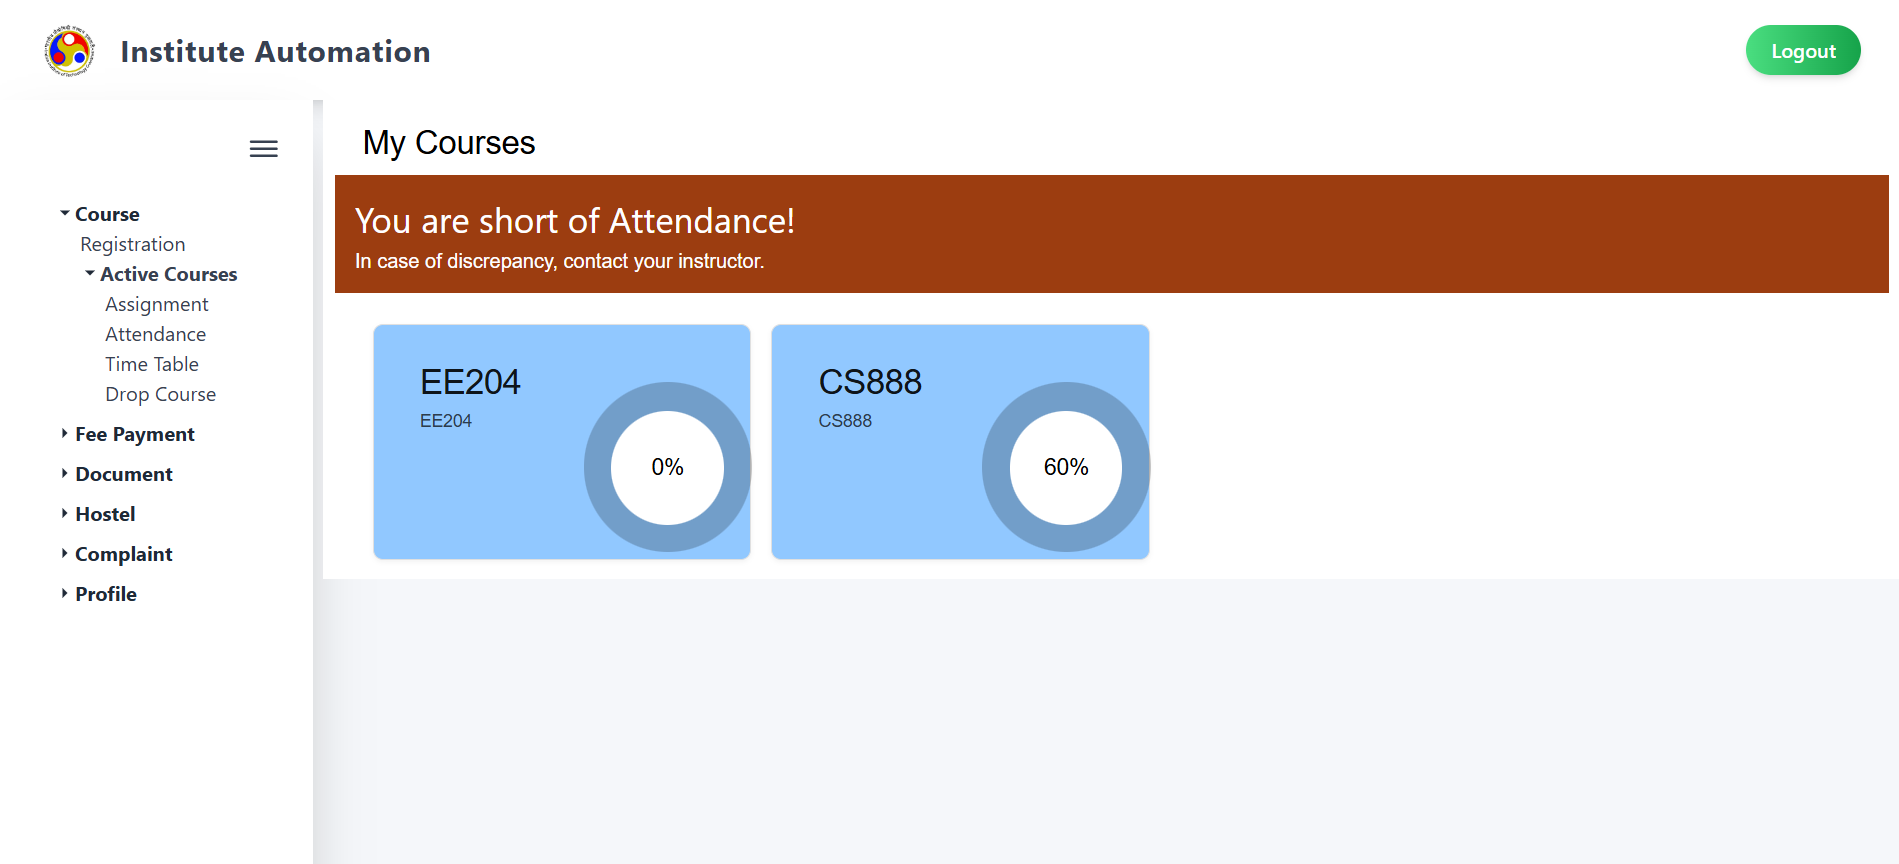 Institute Automation
Logout
Course
Registration
Active Courses
Assignment
Attendance
Time Table
Drop Course
Fee Payment
Document
Hostel
Complaint
Profile
My Courses
You are short of Attendance!
In case of discrepancy, contact your instructor.
EE204
EE204
0%
CS888
CS888
60%